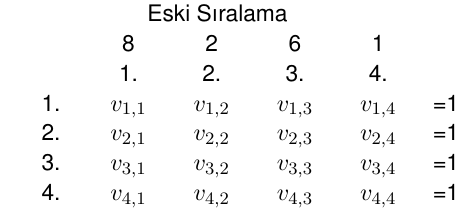 Eski Sıralama
8 2 6 1
1. 2. 3. 4.
1. v1,1 v1,2 v1,3 v1,4 =1
2. v2,1 v2,2 v2,3 v2,4 =1
3. v3,1 v3,2 v3,3 v3,4 =1
4. v4,1 v4,2 v4,3 v4,4 =1